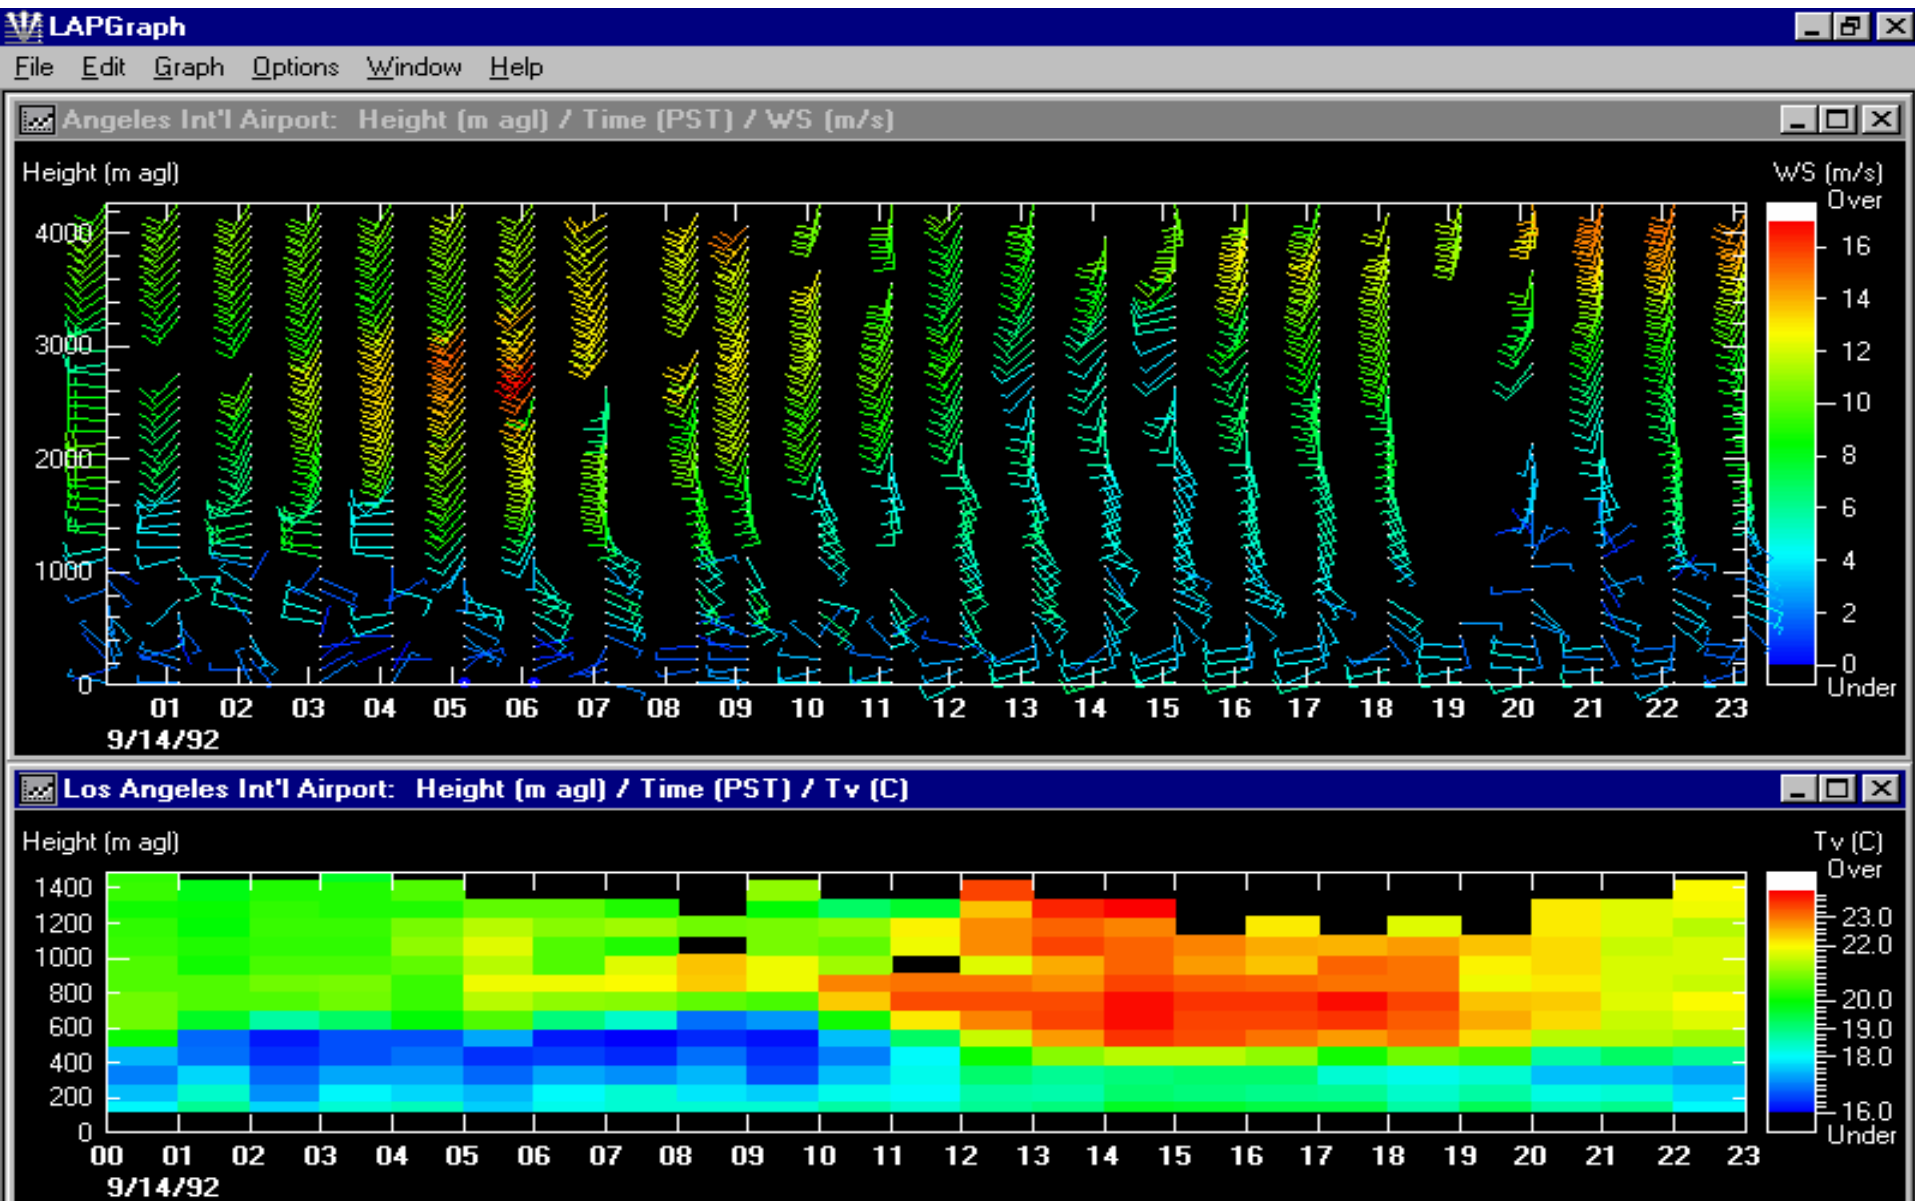 LAPGraph
File Edit Graph Options Window Help
Angeles Int'l Airport: Height (m agl) / Time (PST) / WS (m/s)
Height (m agl)
WS (m/s)
Over
4000
3000
2000
1000
0
16
14
12
10
8
6
4
2
0
Under
01 02 03 04 05 06 07 08 09 10 11 12 13 14 15 16 17 18 19 20 21 22 23
9/14/92
Los Angeles Int'l Airport: Height (m agl) / Time (PST) / Tv (C)
Height (m agl)
Tv (C)
Over
1400
1200
1000
800
600
400
200
0
23.0
22.0
20.0
19.0
18.0
16.0
Under
00 01 02 03 04 05 06 07 08 09 10 11 12 13 14 15 16 17 18 19 20 21 22 23
9/14/92